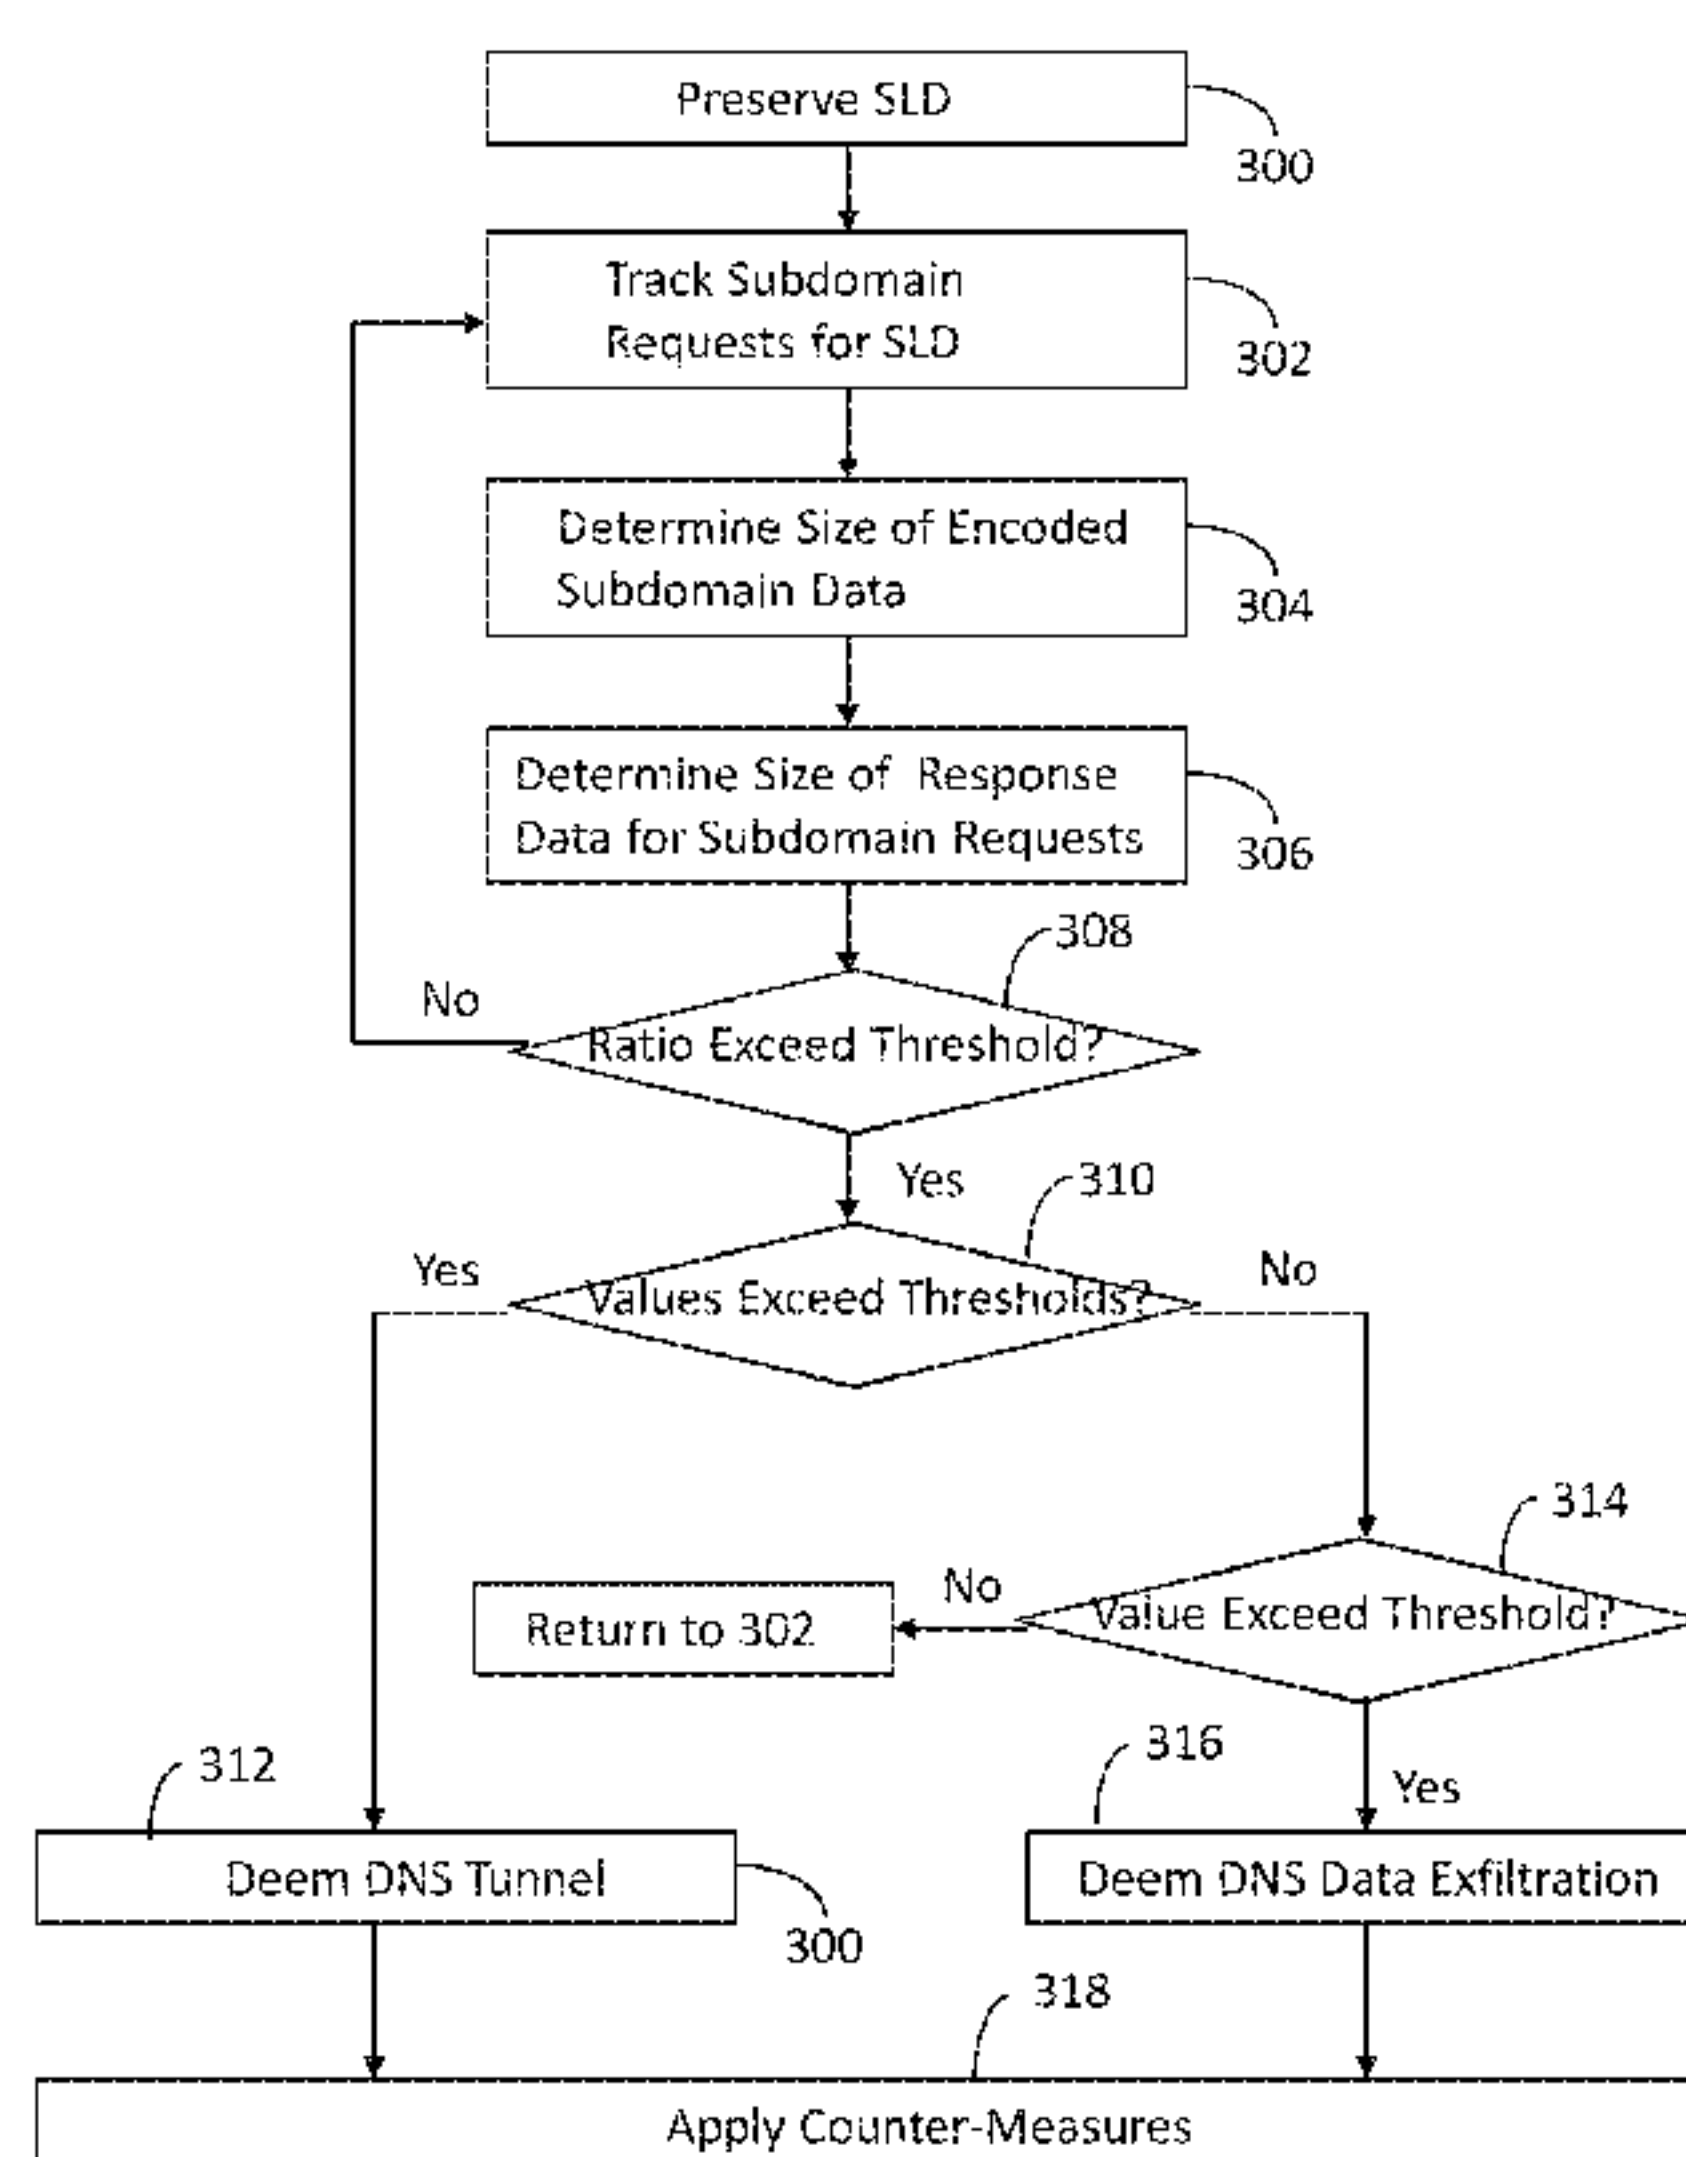 Preserve SLD
300
Track Subdomain
Requests for SLD
302
Determine Size of Encoded
Subdomain Data
304
Determine Size of Response
Data for Subdomain Requests
306
308
No
Ratio Exceed Threshold?
Yes
310
Yes
No
Values Exceed Thresholds?
314
No
Value Exceed Threshold?
Return to 302
316
312
Yes
Deem DNS Tunnel
Deem DNS Data Exfiltration
300
318
Apply Counter-Measures